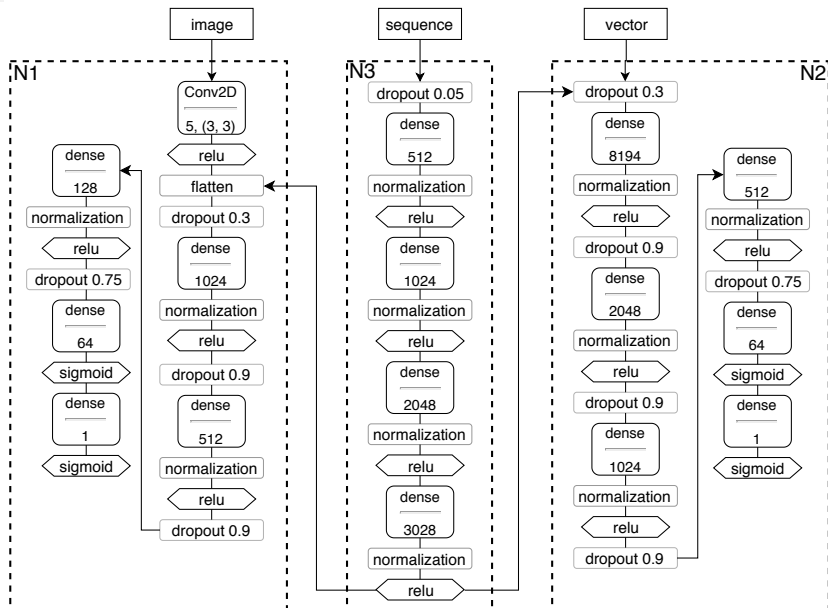 image
sequence
vector
N1
Conv2D
5, (3, 3)
relu
flatten
dropout 0.3
dense
1024
normalization
relu
dropout 0.9
dense
512
normalization
relu
dropout 0.9
dense
128
normalization
relu
dropout 0.75
dense
64
sigmoid
dense
1
sigmoid
N3
dropout 0.05
dense
512
normalization
relu
dense
1024
normalization
relu
dense
2048
normalization
relu
dense
3028
normalization
relu
N2
dropout 0.3
dense
8194
normalization
relu
dropout 0.9
dense
2048
normalization
relu
dropout 0.9
dense
1024
normalization
relu
dropout 0.9
dense
512
normalization
relu
dropout 0.75
dense
64
sigmoid
dense
1
sigmoid